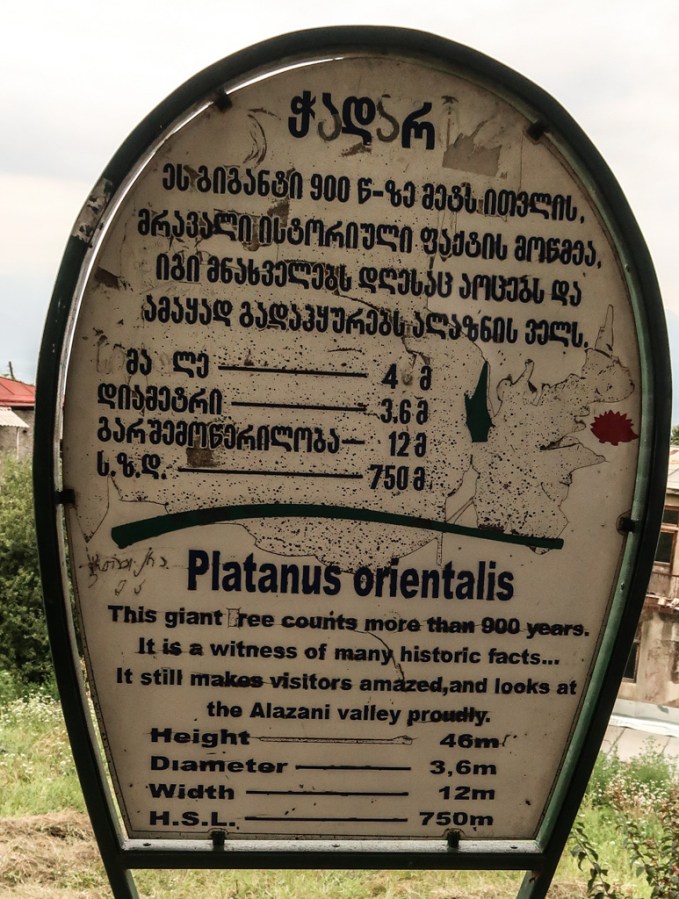 ჭადარ
ეს გიგანტი 900 წ-ზე მეტს ითვლის,
მრავალი ისტორიული ფაქტის მოწმეა,
იგი მნახველებს დღესაც აოცებს და
ამაყად გადაჰყურებს ალაზნის ველს.
დიამეტრი 3,6 მ
გარშემოწერილობა 12 მ
ს.ზ.დ. 750 მ
Platanus orientalis
This giant ree counts more than 900 years.
It is a witness of many historic facts...
It still makes visitors amazed,and looks at
the Alazani valley proudly.
Height 46m
Diameter 3,6m
Width 12m
H.S.L. 750m